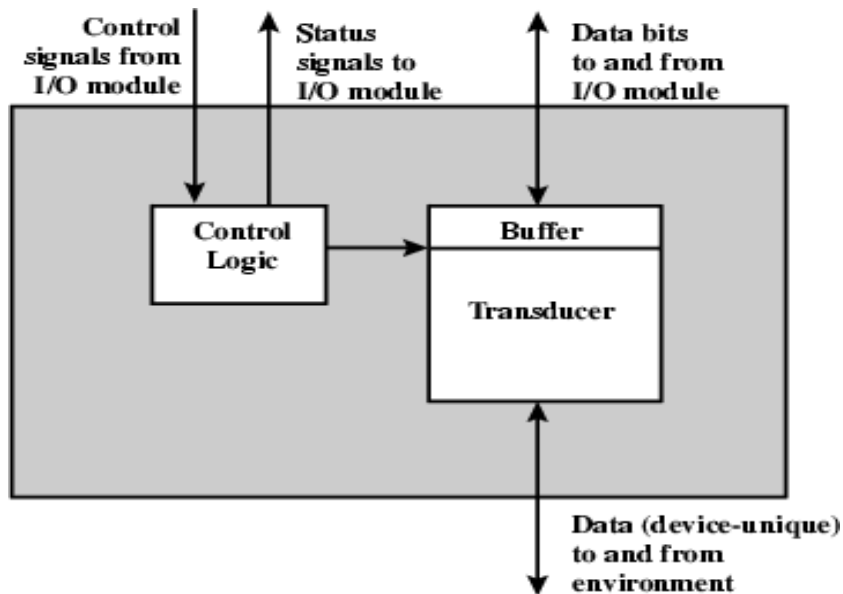 Control
signals from
I/O module
Status
signals to
I/O module
Data bits
to and from
I/O module
Control
Logic
Buffer
Transducer
Data (device-unique)
to and from
environment